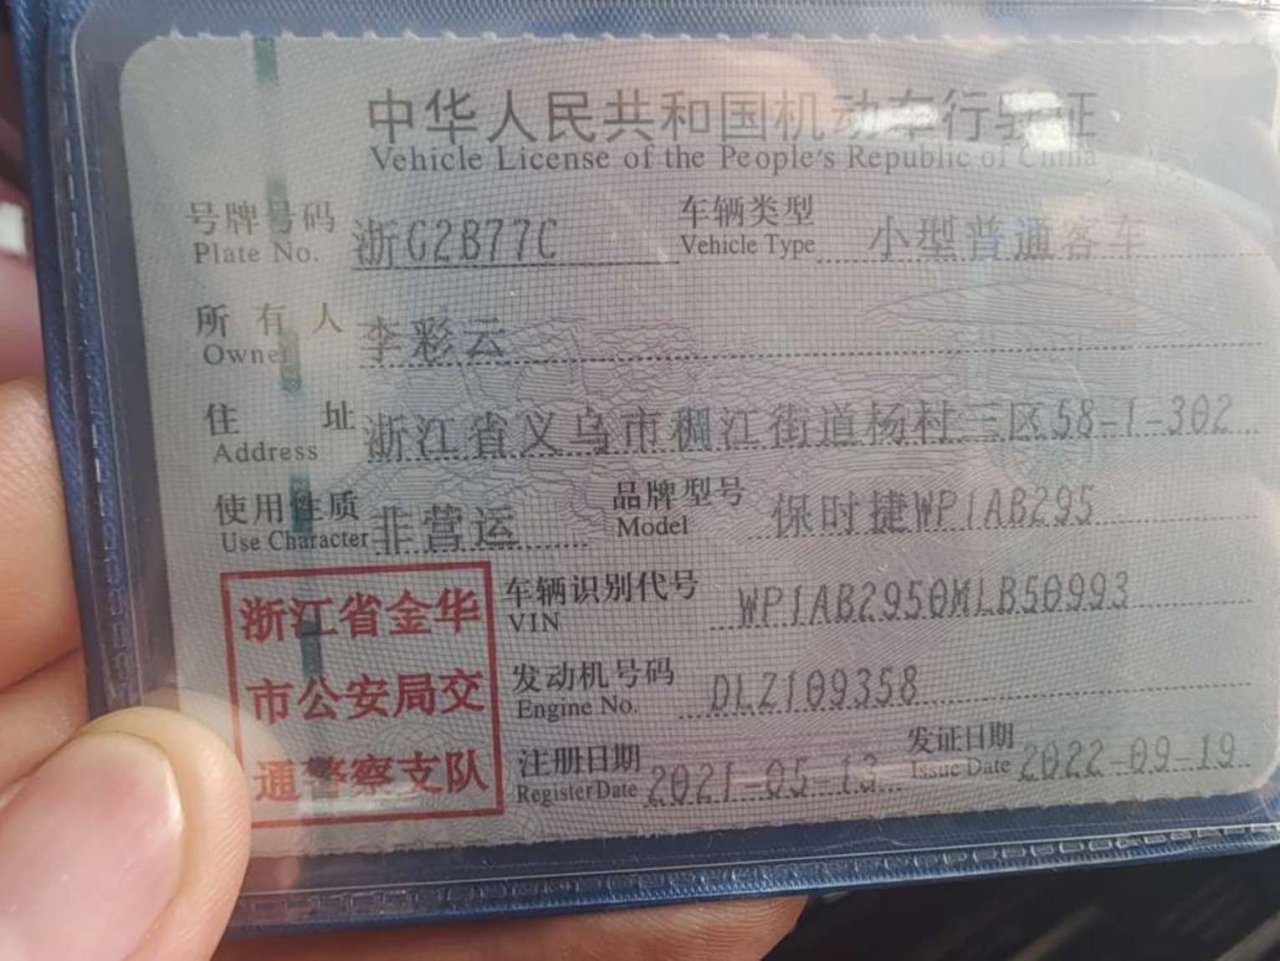 中华人民共和国机动车行驶证
Vehicle License of the People's Republic of China
号牌号码 浙G2B77C 车辆类型 小型普通客车
Plate No. Vehicle Type
所有人 李彩云
Owner
住址 浙江省义乌市稠江街道杨村三区58-1-302
Address
使用性质 非营运 品牌型号 保时捷WP1AB295
Use Character Model
浙江省金华
市公安局交
通警察支队
车辆识别代号 WP1AB2950MLB50993
VIN
发动机号码 DLZ109358
Engine No.
注册日期 2021-05-13 发证日期 2022-09-19
Register Date Issue Date